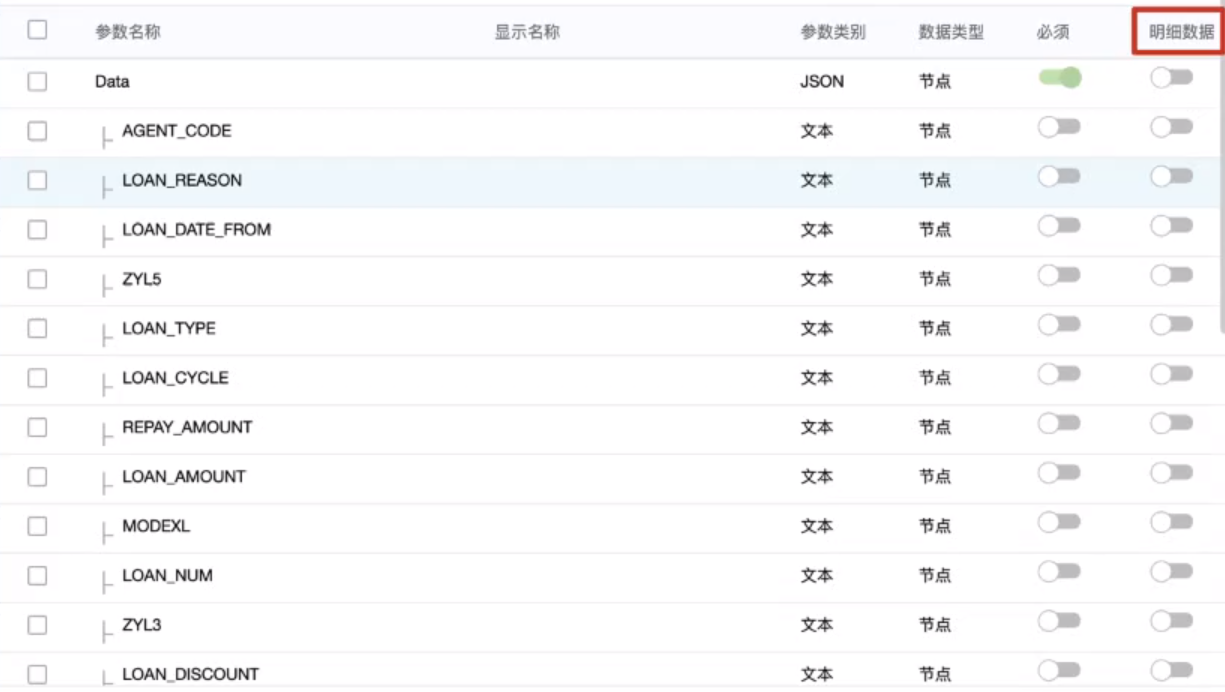 参数名称 显示名称 参数类别 数据类型 必须 明细数据
Data JSON 节点
AGENT_CODE 文本 节点
LOAN_REASON 文本 节点
LOAN_DATE_FROM 文本 节点
ZYL5 文本 节点
LOAN_TYPE 文本 节点
LOAN_CYCLE 文本 节点
REPAY_AMOUNT 文本 节点
LOAN_AMOUNT 文本 节点
MODEXL 文本 节点
LOAN_NUM 文本 节点
ZYL3 文本 节点
LOAN_DISCOUNT 文本 节点